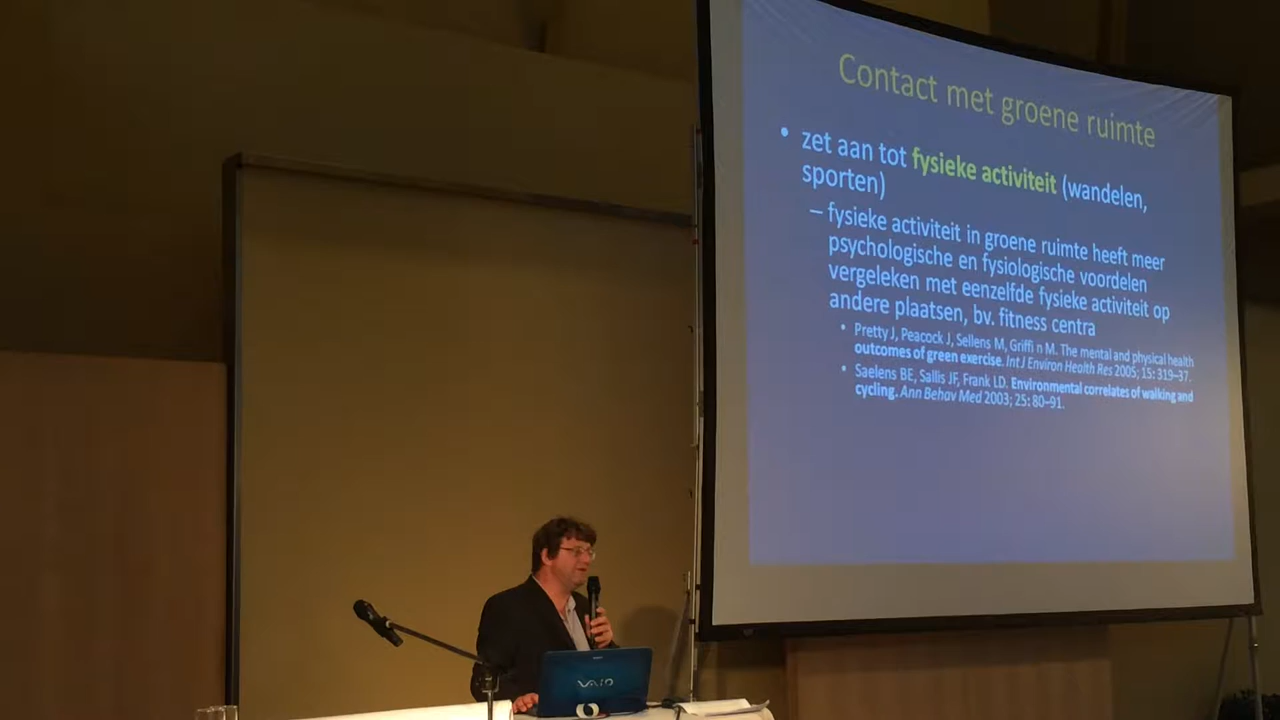 Contact met groene ruimte
• zet aan tot fysieke activiteit (wandelen,
sporten)
– fysieke activiteit in groene ruimte heeft meer
psychologische en fysiologische voordelen
vergeleken met eenzelfde fysieke activiteit op
andere plaatsen, bv. fitness centra
• Pretty J, Peacock J, Sellens M, Griffi n M. The mental and physical health
outcomes of green exercise. Int J Environ Health Res 2005; 15: 319–37.
• Saelens BE, Sallis JF, Frank LD. Environmental correlates of walking and
cycling. Ann Behav Med 2003; 25: 80–91.
VAIO